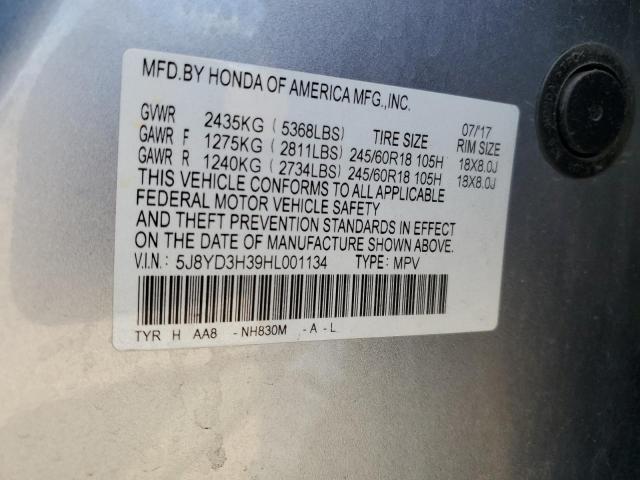 MFD.BY HONDA OF AMERICA MFG.,INC.
07/'17
GVWR 2435KG ( 5368LBS) TIRE SIZE RIM SIZE
GAWR F 1275KG ( 2811LBS) 245/60R18 105H 18X8.0J
GAWR R 1240KG ( 2734LBS) 245/60R18 105H 18X8.0J
THIS VEHICLE CONFORMS TO ALL APPLICABLE
FEDERAL MOTOR VEHICLE SAFETY
AND THEFT PREVENTION STANDARDS IN EFFECT
ON THE DATE OF MANUFACTURE SHOWN ABOVE.
V.I.N.: 5J8YD3H39HL001134 TYPE: MPV
TYR H AA8 -NH830M -A-L